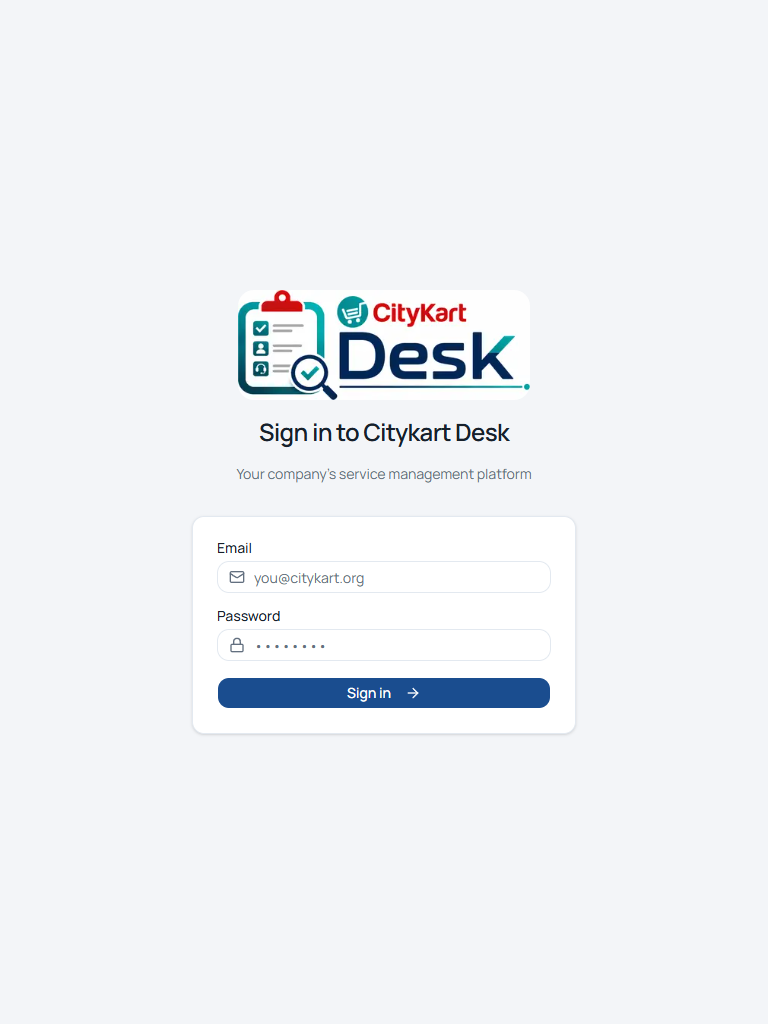 CityKart
Desk
Sign in to Citykart Desk
Your company's service management platform
Email
you@citykart.org
Password
••••••••
Sign in →